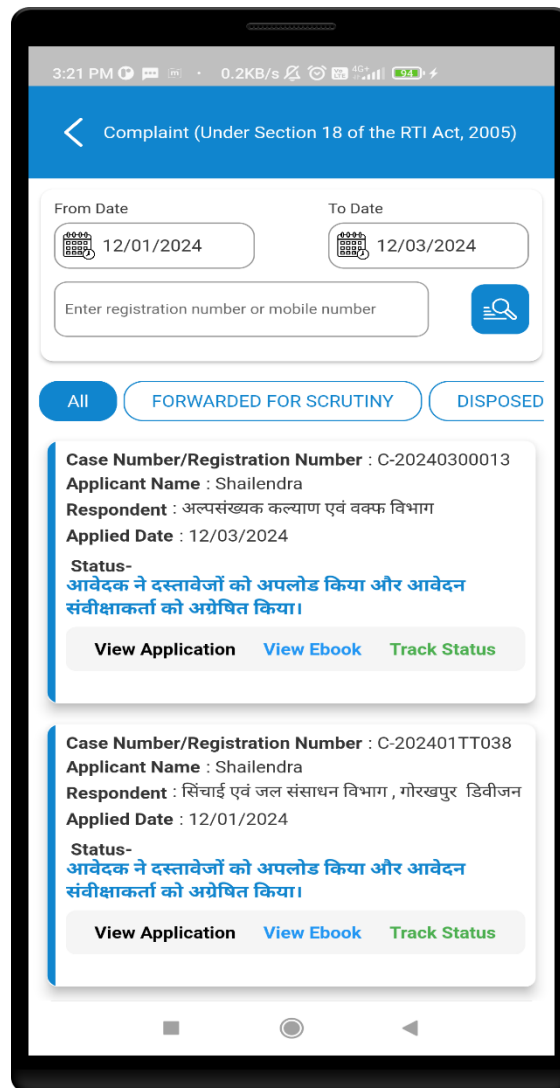 3:21 PM 0.2KB/s 4G+ 94
Complaint (Under Section 18 of the RTI Act, 2005)
From Date To Date
12/01/2024 12/03/2024
Enter registration number or mobile number
All FORWARDED FOR SCRUTINY DISPOSED
Case Number/Registration Number : C-20240300013
Applicant Name : Shailendra
Respondent : अल्पसंख्यक कल्याण एवं वक्फ विभाग
Applied Date : 12/03/2024
Status-
आवेदक ने दस्तावेजों को अपलोड किया और आवेदन
संवीक्षाकर्ता को अग्रेषित किया।
View Application View Ebook Track Status
Case Number/Registration Number : C-202401TT038
Applicant Name : Shailendra
Respondent : सिंचाई एवं जल संसाधन विभाग , गोरखपुर डिवीजन
Applied Date : 12/01/2024
Status-
आवेदक ने दस्तावेजों को अपलोड किया और आवेदन
संवीक्षाकर्ता को अग्रेषित किया।
View Application View Ebook Track Status